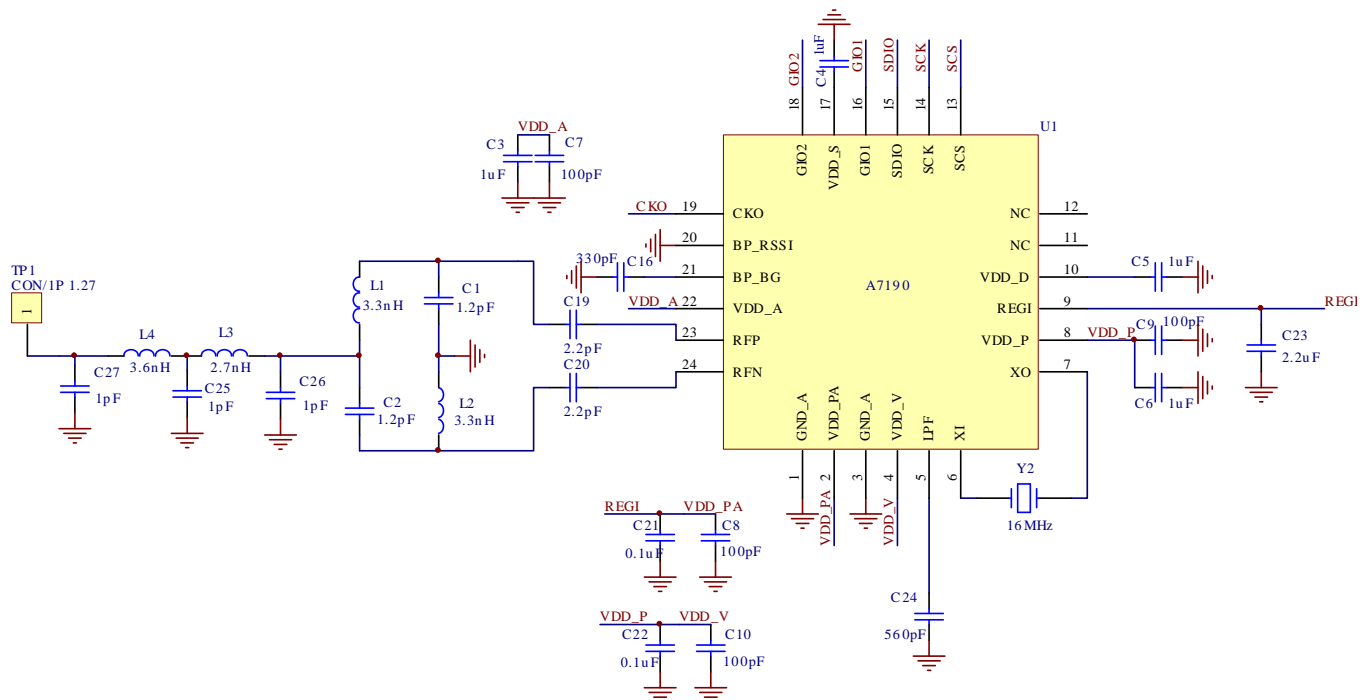 GIO2
C4 1uF
GIO1
SDIO
SCK
SCS
18
17
16
15
14
13
U1
GIO2
VDD_S
GIO1
SDIO
SCK
SCS
VDD_A
C3
1uF
C7
100pF
CKO 19 CKO
20 BP_RSSI
330pF C16 21 BP_BG
VDD_A 22 VDD_A
23 RFP
24 RFN
A7190
NC 12
NC 11
VDD_D 10 C5 1uF
REGI 9 REGI
VDD_P 8 VDD_P C9 100pF
XO 7
C6 1uF
C23
2.2uF
TP1
CON/1P 1.27
1
L4
3.6nH
L3
2.7nH
C27
1pF
C25
1pF
C26
1pF
L1
3.3nH
C1
1.2pF
C2
1.2pF
L2
3.3nH
C19
2.2pF
C20
2.2pF
GND_A
VDD_PA
GND_A
VDD_V
LPF
XI
1
2
3
4
5
6
VDD_PA
VDD_V
Y2
16MHz
REGI VDD_PA
C21
0.1uF
C8
100pF
VDD_P VDD_V
C22
0.1uF
C10
100pF
C24
560pF